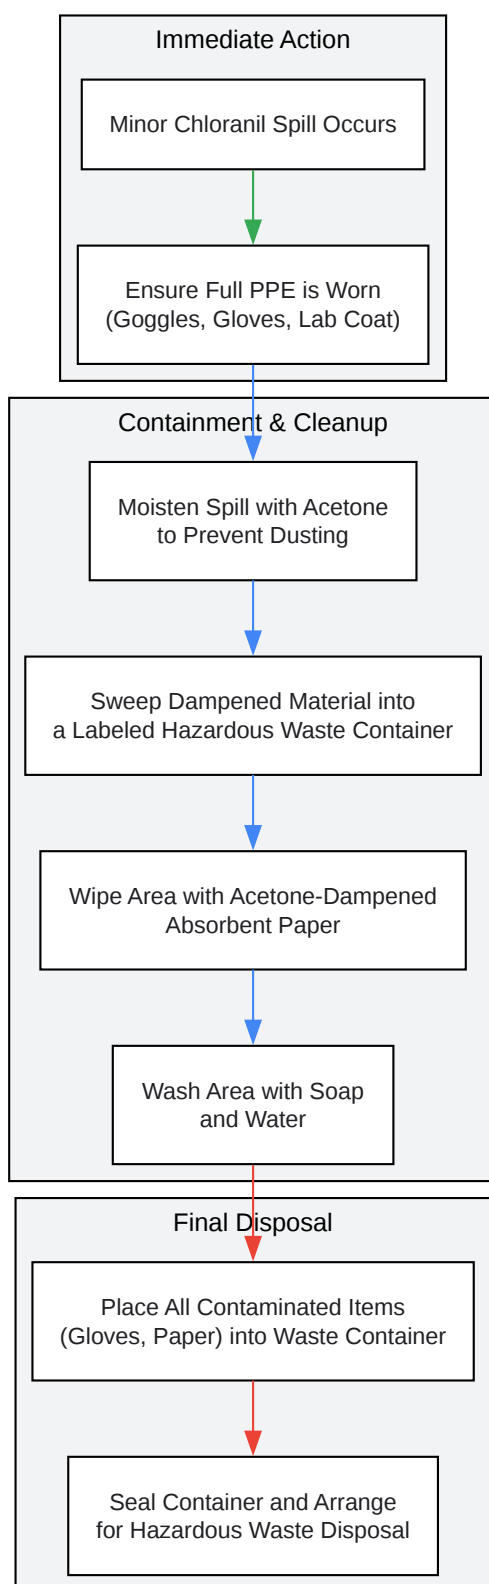 Immediate Action
Minor Chloranil Spill Occurs
Ensure Full PPE is Worn
(Goggles, Gloves, Lab Coat)
Containment & Cleanup
Moisten Spill with Acetone
to Prevent Dusting
Sweep Dampened Material into
a Labeled Hazardous Waste Container
Wipe Area with Acetone-Dampened
Absorbent Paper
Wash Area with Soap
and Water
Final Disposal
Place All Contaminated Items
(Gloves, Paper) into Waste Container
Seal Container and Arrange
for Hazardous Waste Disposal